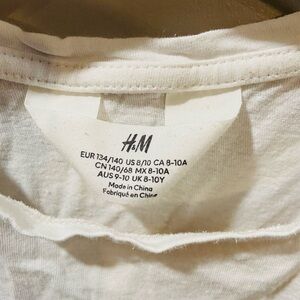 H&M
EUR 134/140 US 8/10 CA 8-10A
CN 140/68 MX 8-10A
AUS 9-10 UK 8-10Y
Made in China
Fabriqué en Chine